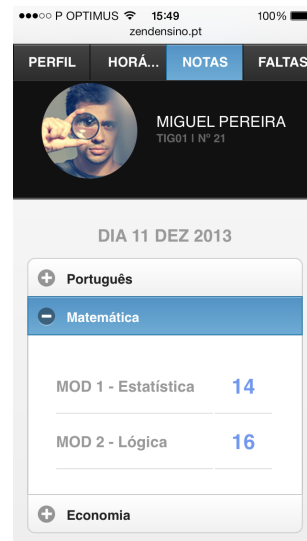 P OPTIMUS 15:49 100%
zendensino.pt
PERFIL HORÁ... NOTAS FALTAS
MIGUEL PEREIRA
TIG01 | Nº 21
DIA 11 DEZ 2013
Português
Matemática
MOD 1 - Estatística 14
MOD 2 - Lógica 16
Economia